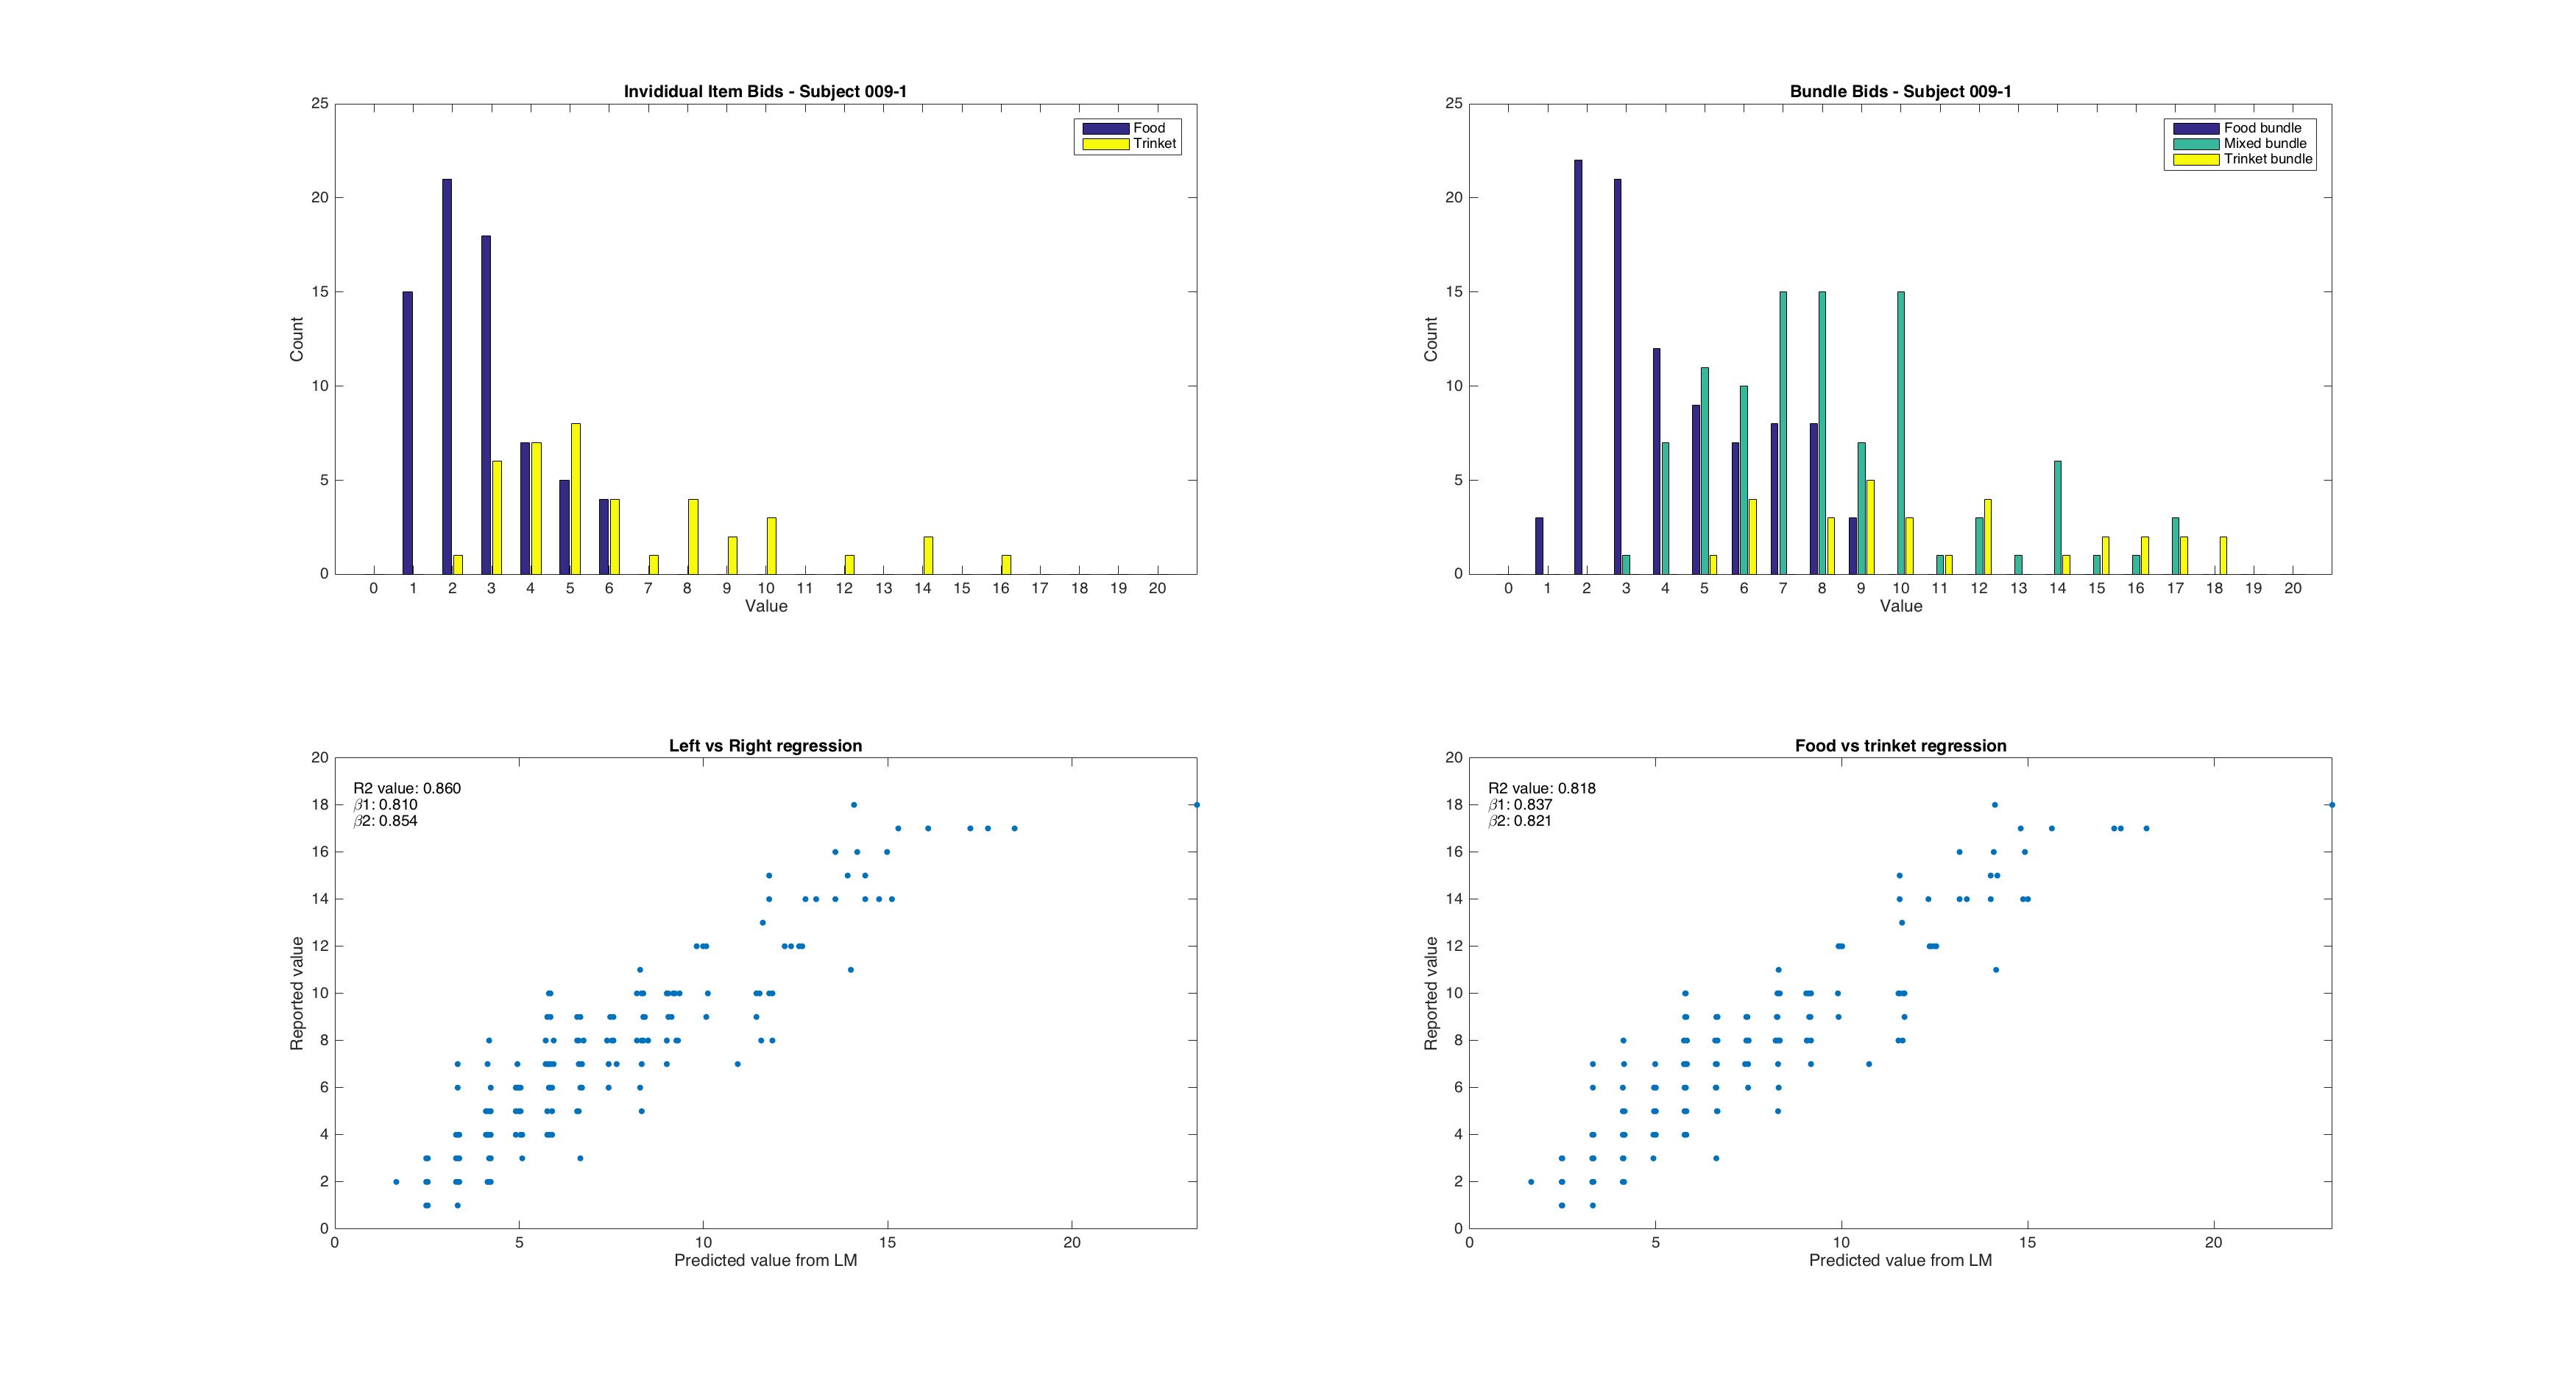 Invididual Item Bids - Subject 009-1
25
20
15
10
5
0
Count
Food
Trinket
0 1 2 3 4 5 6 7 8 9 10 11 12 13 14 15 16 17 18 19 20
Value
Bundle Bids - Subject 009-1
25
20
15
10
5
0
Count
Food bundle
Mixed bundle
Trinket bundle
0 1 2 3 4 5 6 7 8 9 10 11 12 13 14 15 16 17 18 19 20
Value
Left vs Right regression
20
18
16
14
12
10
8
6
4
2
0
Reported value
R2 value: 0.860
β1: 0.810
β2: 0.854
0 5 10 15 20
Predicted value from LM
Food vs trinket regression
20
18
16
14
12
10
8
6
4
2
0
Reported value
R2 value: 0.818
β1: 0.837
β2: 0.821
0 5 10 15 20
Predicted value from LM